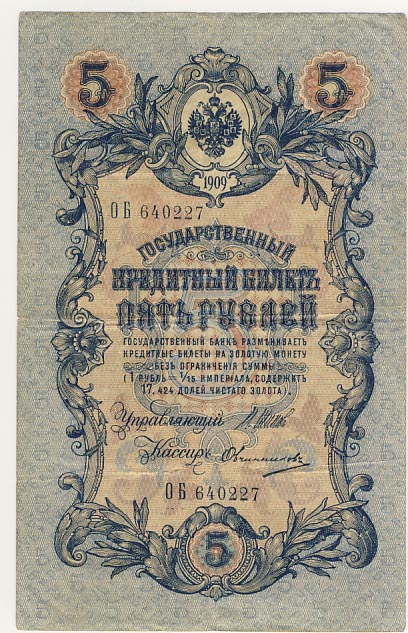 5 5
1909
ОБ 640227
ГОСУДАРСТВЕННЫЙ
КРЕДИТНЫЙ БИЛЕТЪ
ПЯТЬ РУБЛЕЙ
ГОСУДАРСТВЕННЫЙ БАНКЪ РАЗМѢНИВАЕТЪ
КРЕДИТНЫЕ БИЛЕТЫ НА ЗОЛОТУЮ МОНЕТУ
БЕЗЪ ОГРАНИЧЕНІЯ СУММЫ
(1 РУБЛЬ = 1/15 ИМПЕРІАЛА, СОДЕРЖИТЪ
17,424 ДОЛЕЙ ЧИСТАГО ЗОЛОТА).
Управляющій
Кассиръ Овчинниковъ
ОБ 640227
5